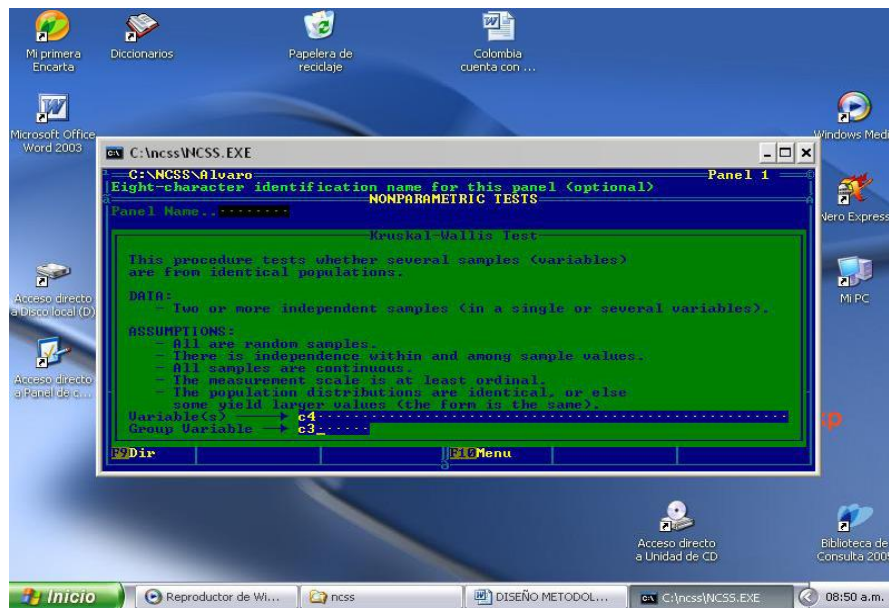 Mi primera
Encarta
Diccionarios
Papelera de
reciclaje
Colombia
cuenta con ...
Microsoft Office
Word 2003
Windows Medi
C:\ncss\NCSS.EXE
C:\NCSS\Alvaro
Panel 1
Eight-character identification name for this panel (optional)
NONPARAMETRIC TESTS
Panel Name..
Kruskal-Wallis Test
This procedure tests whether several samples (variables)
are from identical populations.
DATA:
- Two or more independent samples (in a single or several variables).
ASSUMPTIONS:
- All are random samples.
- There is independence within and among sample values.
- All samples are continuous.
- The measurement scale is at least ordinal.
- The population distributions are identical, or else
some yield larger values (the form is the same).
Variable(s) c4
Group Variable c3
F9Dir
F10Menu
Nero Express
Mi PC
Acceso directo
a Disco local (D)
Acceso directo
a Panel de c...
xp
Acceso directo
a Unidad de CD
Biblioteca de
Consulta 2005
Inicio
Reproductor de Wi...
ncss
DISEÑO METODOL...
C:\ncss\NCSS.EXE
08:50 a.m.